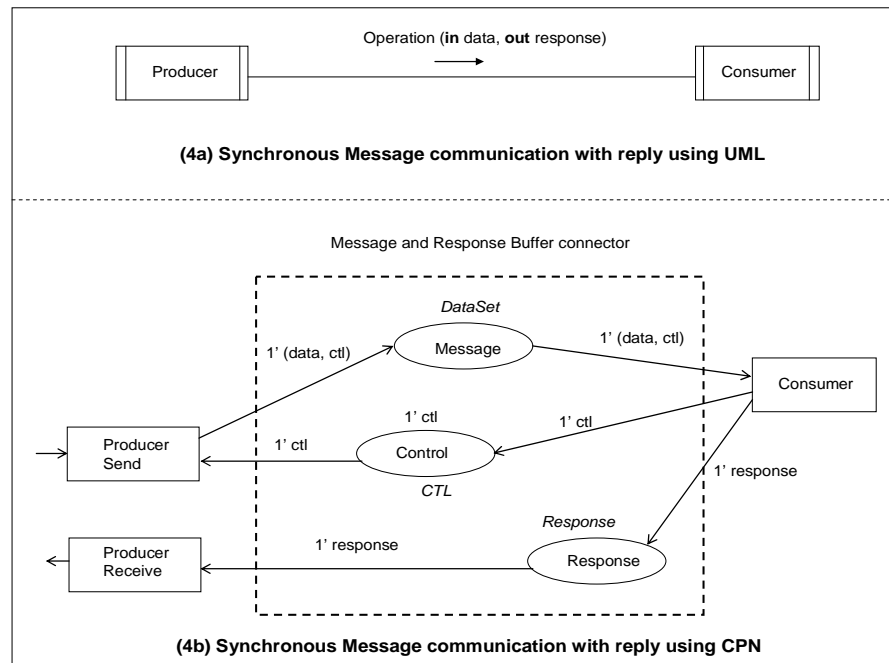 Operation (in data, out response)
Producer
Consumer
(4a) Synchronous Message communication with reply using UML
Message and Response Buffer connector
DataSet
1' (data, ctl)
Message
1' (data, ctl)
Consumer
1' ctl
1' ctl
Producer
Send
1' ctl
Control
CTL
1' response
Response
Producer
Receive
1' response
Response
(4b) Synchronous Message communication with reply using CPN